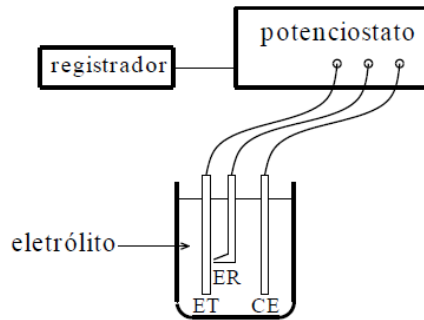 potenciostato
registrador
eletrólito
ER
ET CE